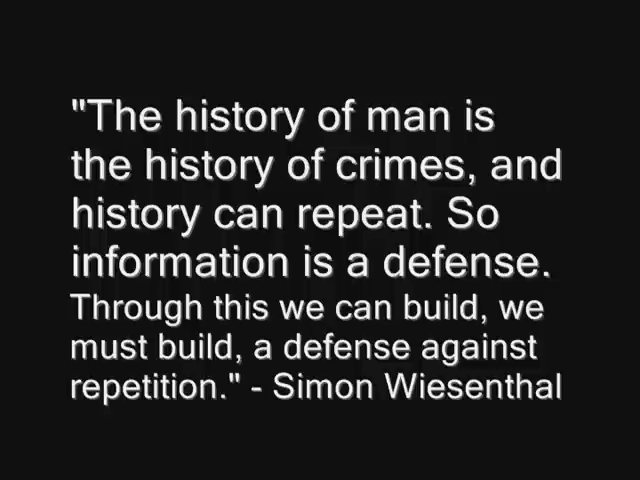 "The history of man is
the history of crimes, and
history can repeat. So
information is a defense.
Through this we can build, we
must build, a defense against
repetition." - Simon Wiesenthal